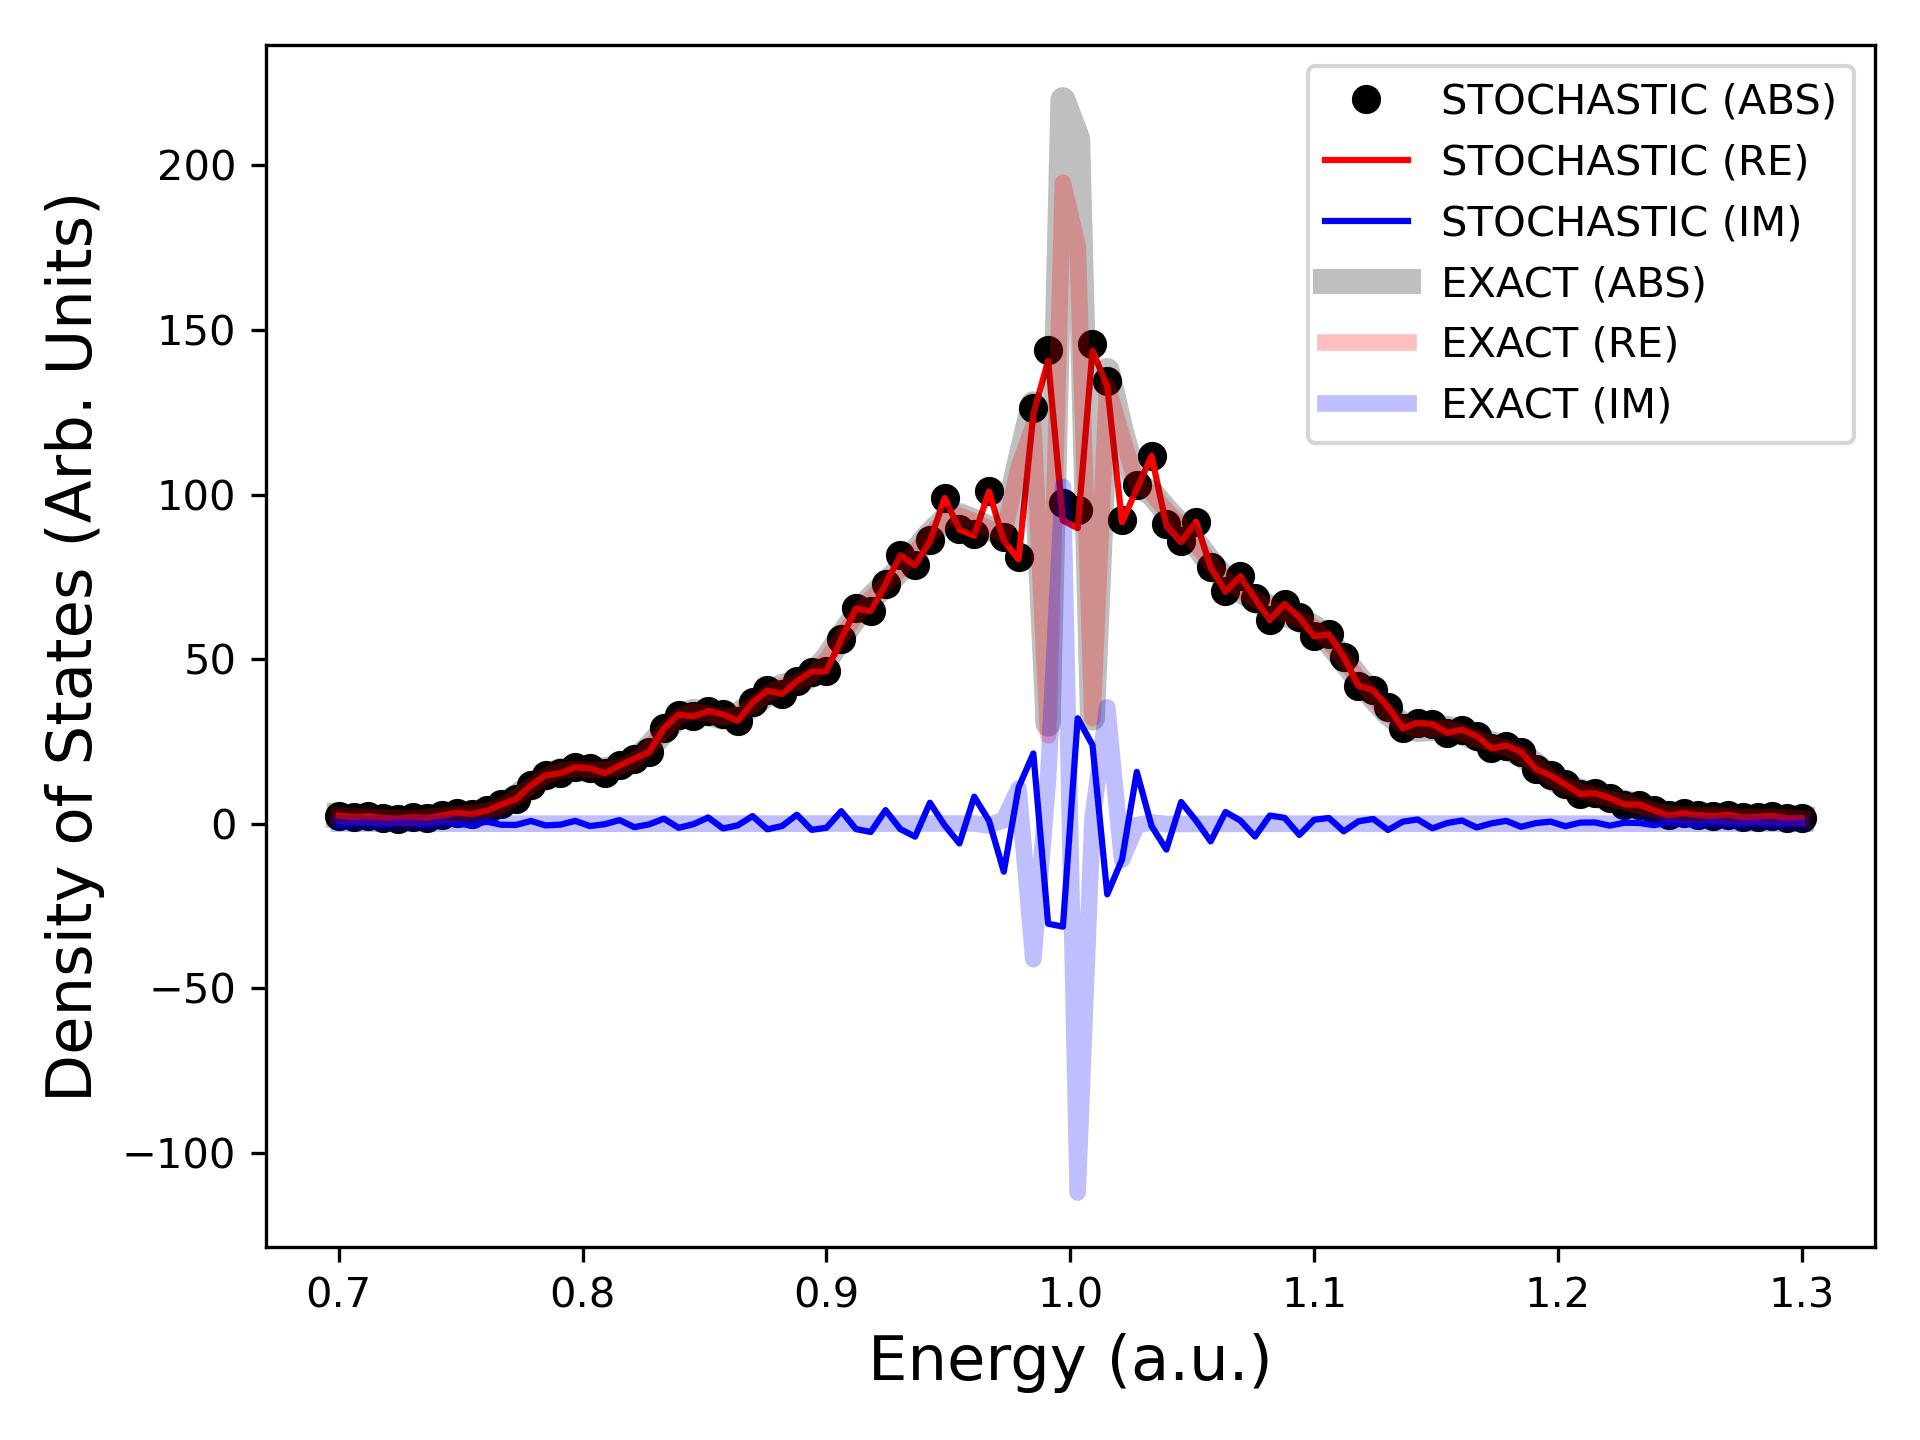 STOCHASTIC (ABS)
STOCHASTIC (RE)
STOCHASTIC (IM)
EXACT (ABS)
EXACT (RE)
EXACT (IM)
Density of States (Arb. Units)
200
150
100
50
0
−50
−100
0.7 0.8 0.9 1.0 1.1 1.2 1.3
Energy (a.u.)